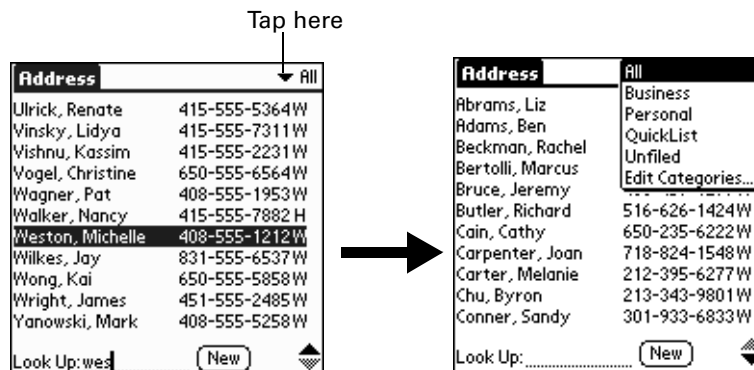 Tap here
Address All
Ulrick, Renate 415-555-5364W
Vinsky, Lidya 415-555-7311W
Vishnu, Kassim 415-555-2231W
Vogel, Christine 650-555-6564W
Wagner, Pat 408-555-1953W
Walker, Nancy 415-555-7882 H
Weston, Michelle 408-555-1212W
Wilkes, Jay 831-555-6537W
Wong, Kai 650-555-5858W
Wright, James 451-555-2485W
Yanowski, Mark 408-555-5258W
Look Up: wes New
Address All
Business
Personal
QuickList
Unfiled
Edit Categories...
Abrams, Liz
Adams, Ben
Beckman, Rachel
Bertolli, Marcus
Bruce, Jeremy
Butler, Richard 516-626-1424W
Cain, Cathy 650-235-6222W
Carpenter, Joan 718-824-1548W
Carter, Melanie 212-395-6277W
Chu, Byron 213-343-9801W
Conner, Sandy 301-933-6833W
Look Up: New